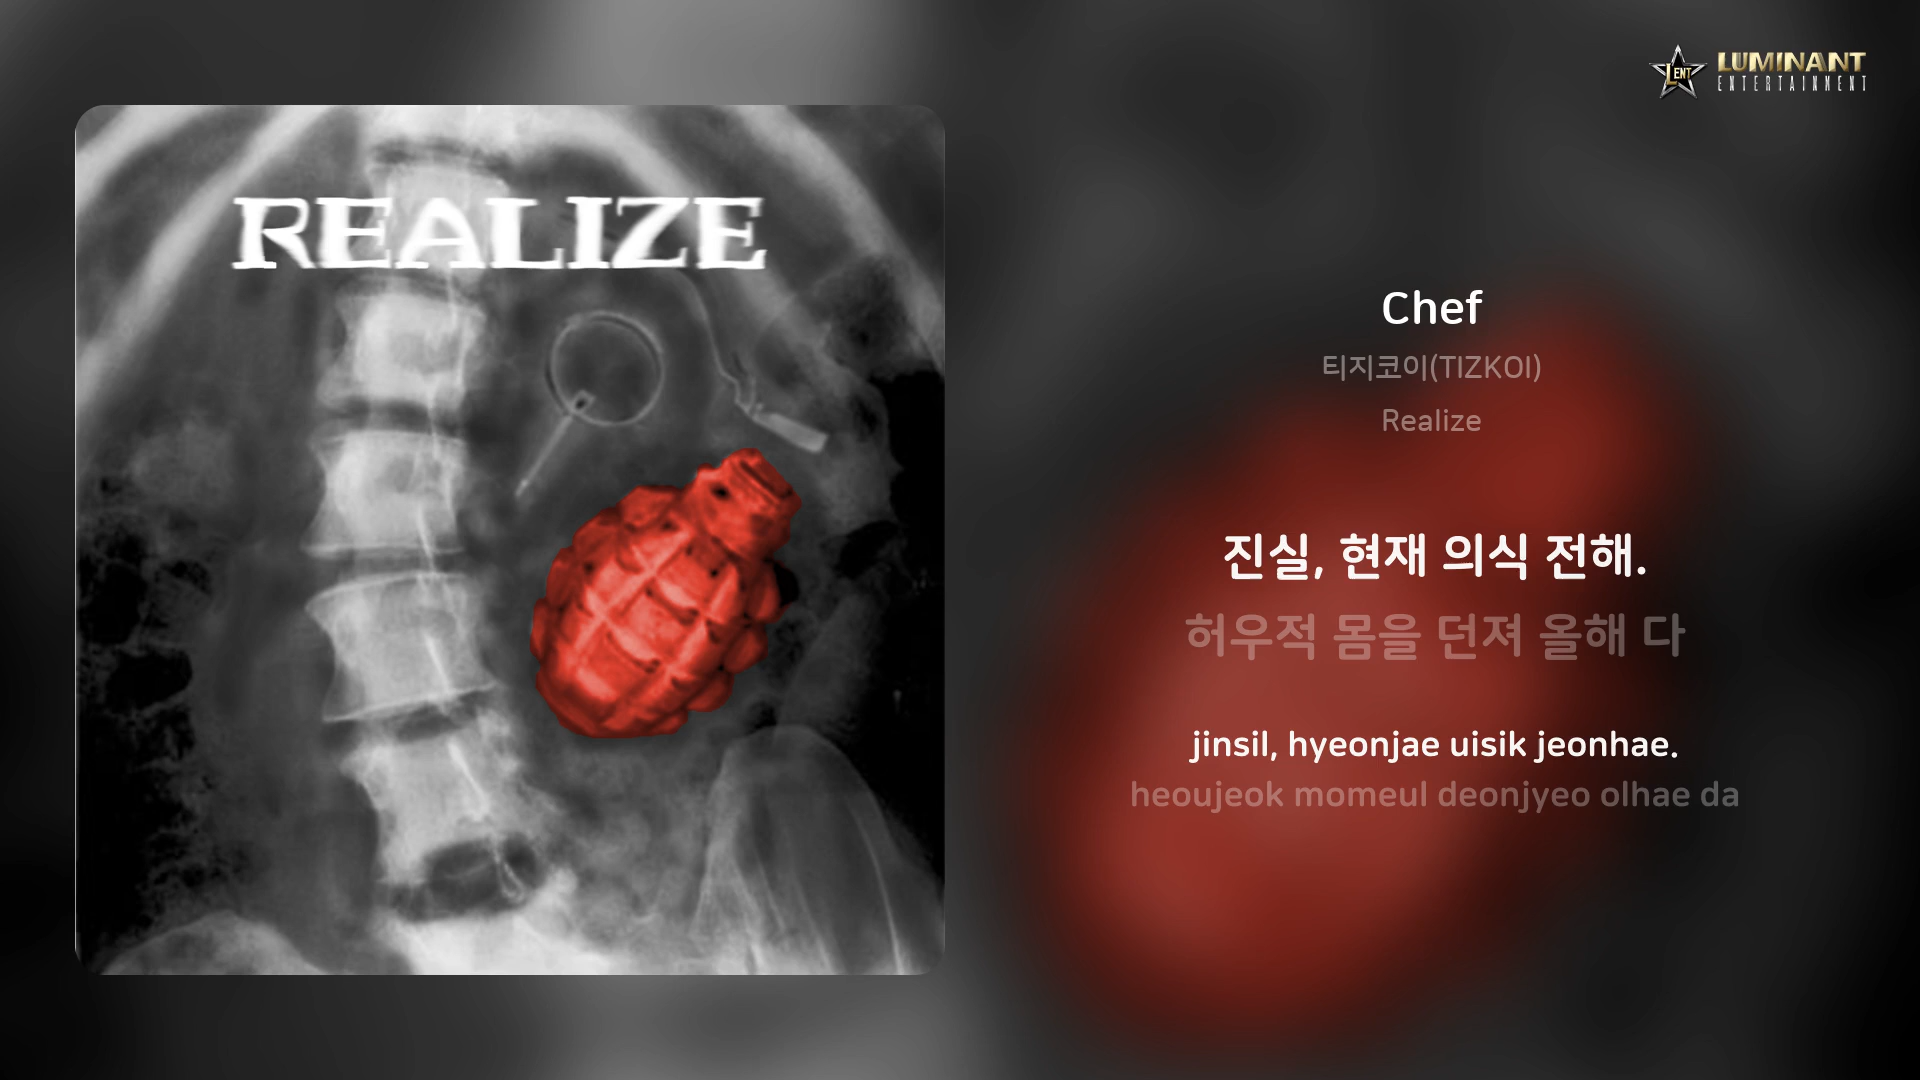 LENT
LUMINANT
ENTERTAINMENT
REALIZE
Chef
티지코이(TIZKOI)
Realize
진실, 현재 의식 전해.
허우적 몸을 던져 올해 다
jinsil, hyeonjae uisik jeonhae.
heoujeok momeul deonjyeo olhae da